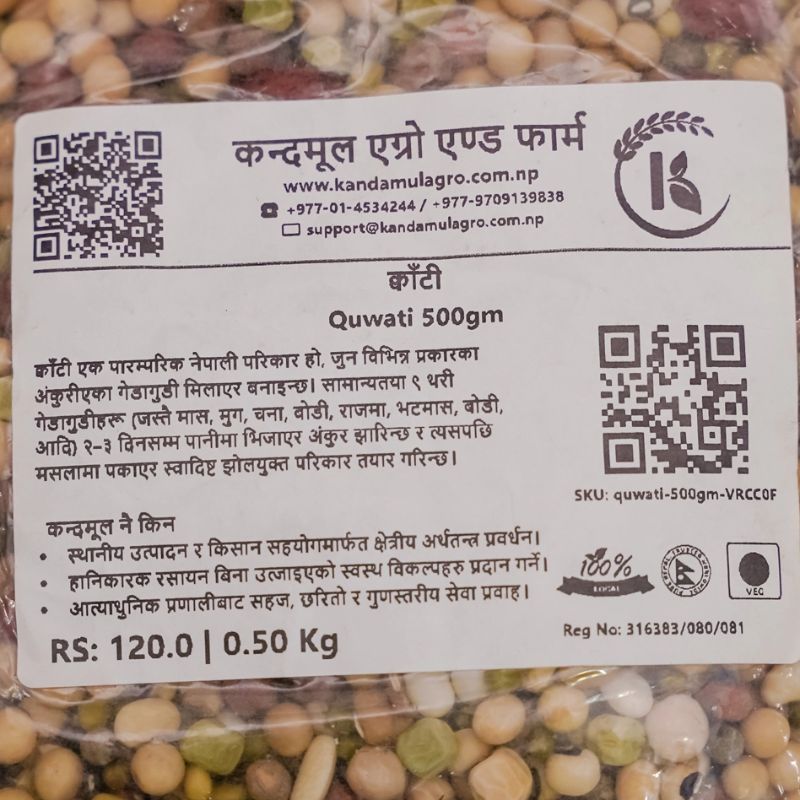 कन्दमूल एग्रो एण्ड फार्म
www.kandamulagro.com.np
+977-01-4534244 / +977-9709139838
support@kandamulagro.com.np
क्वाँटी
Quwati 500gm
क्वाँटी एक पारम्परिक नेपाली परिकार हो, जुन विभिन्न प्रकारका
अंकुरीएका गेडागुडी मिलाएर बनाइन्छ। सामान्यतया ९ थरी
गेडागुडीहरू (जस्तै मास, मुग, चना, बोडी, राजमा, भटमास, बोडी,
आदि) २-३ दिनसम्म पानीमा भिजाएर अंकुर झारिन्छ र त्यसपछि
मसलामा पकाएर स्वादिष्ट झोलयुक्त परिकार तयार गरिन्छ।
SKU: quwati-500gm-VRCC0F
कन्दमूल नै किन
• स्थानीय उत्पादन र किसान सहयोगमार्फत क्षेत्रीय अर्थतन्त्र प्रवर्धन।
• हानिकारक रसायन बिना उत्जाइएको स्वस्थ विकल्पहरु प्रदान गर्ने।
• आत्याधुनिक प्रणालीबाट सहज, छरितो र गुणस्तरीय सेवा प्रवाह।
100%
LOCAL
VEG
RS: 120.0 | 0.50 Kg
Reg No: 316383/080/081